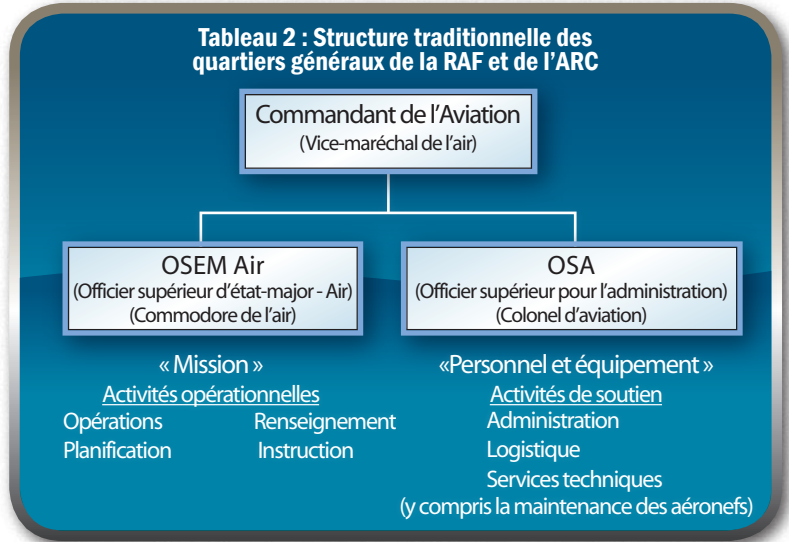 Tableau 2 : Structure traditionnelle des
quartiers généraux de la RAF et de l'ARC
Commandant de l'Aviation
(Vice-maréchal de l'air)
OSEM Air
(Officier supérieur d'état-major - Air)
(Commodore de l'air)
« Mission »
Activités opérationnelles
Opérations Renseignement
Planification Instruction
OSA
(Officier supérieur pour l'administration)
(Colonel d'aviation)
«Personnel et équipement »
Activités de soutien
Administration
Logistique
Services techniques
(y compris la maintenance des aéronefs)